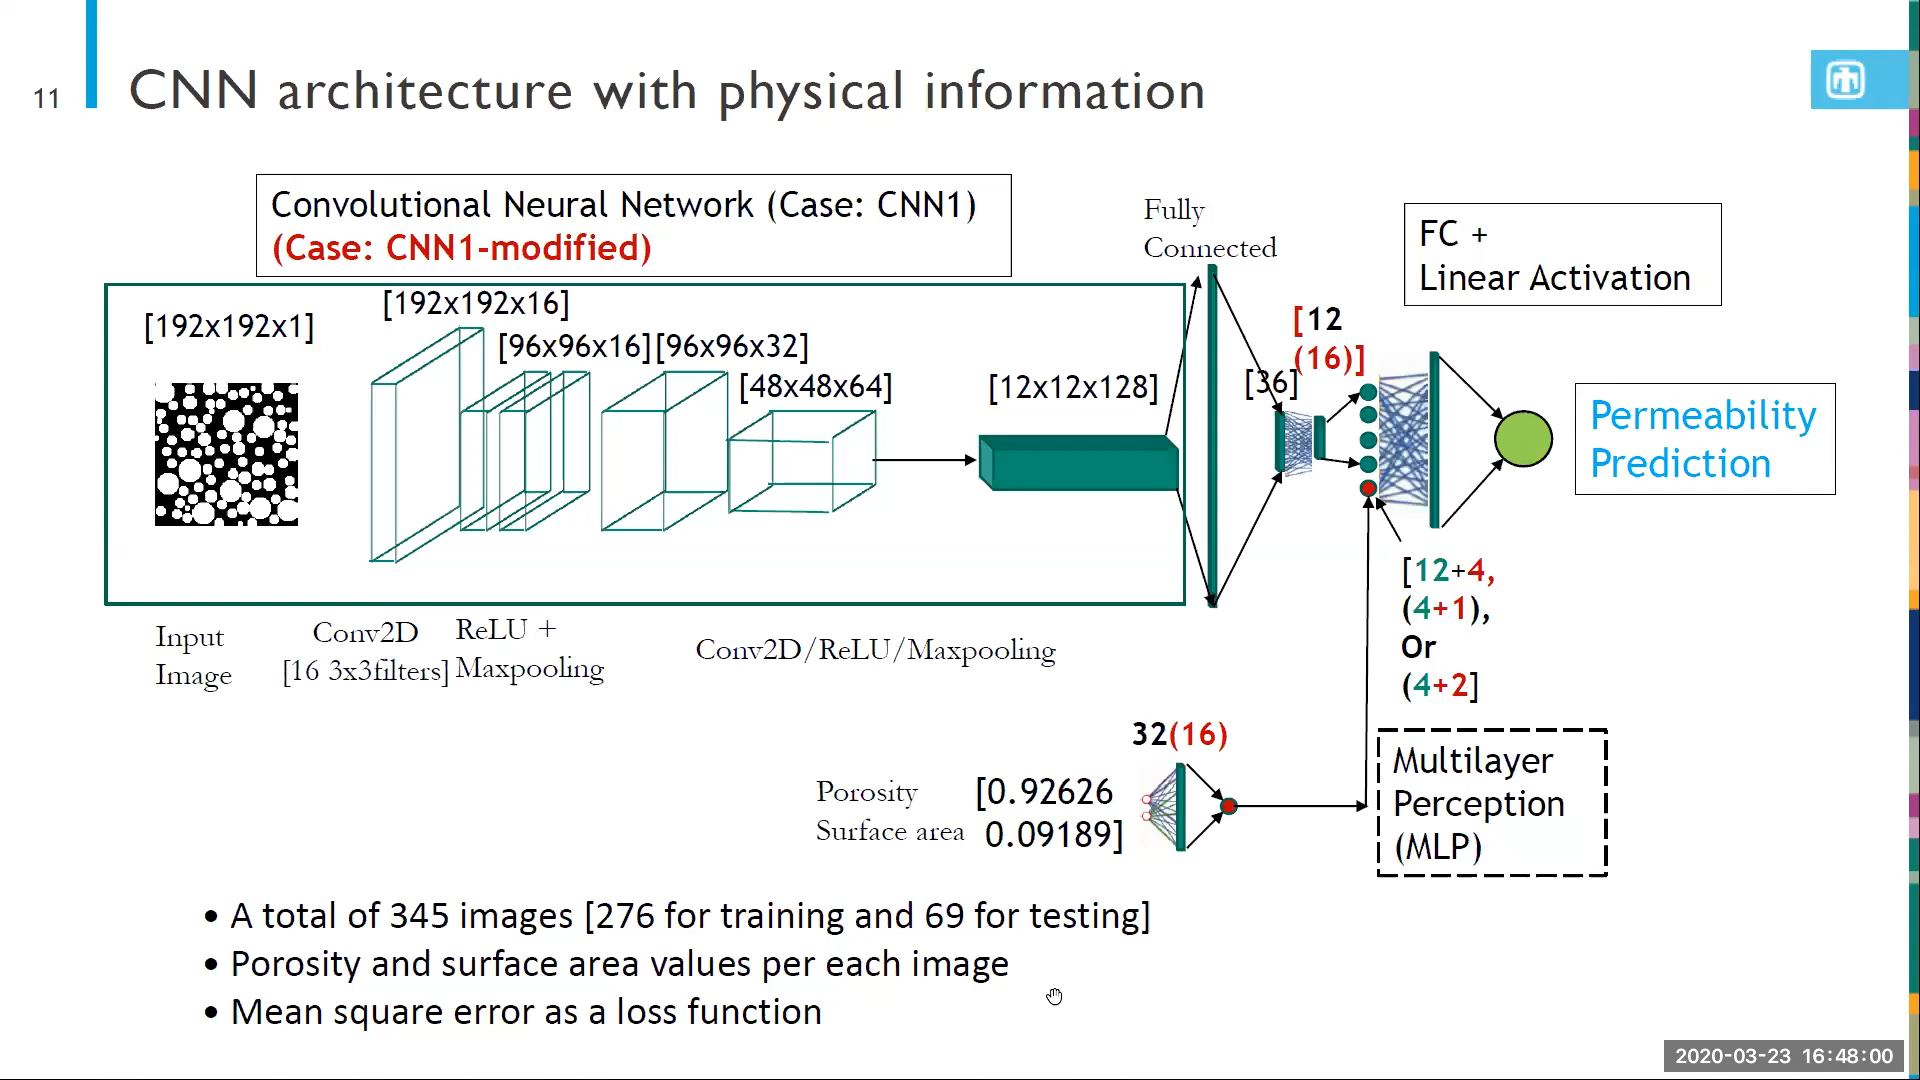 11
CNN architecture with physical information
Convolutional Neural Network (Case: CNN1)
(Case: CNN1-modified)
Fully
Connected
FC +
Linear Activation
[192x192x1]
[192x192x16]
[96x96x16]
[96x96x32]
[48x48x64]
[12x12x128]
[36]
[12
(16)]
Permeability
Prediction
[12+4,
(4+1),
Or
(4+2]
Input
Image
Conv2D
[16 3x3filters]
ReLU +
Maxpooling
Conv2D/ReLU/Maxpooling
32(16)
Porosity
Surface area
[0.92626
0.09189]
Multilayer
Perception
(MLP)
• A total of 345 images [276 for training and 69 for testing]
• Porosity and surface area values per each image
• Mean square error as a loss function
2020-03-23 16:48:00